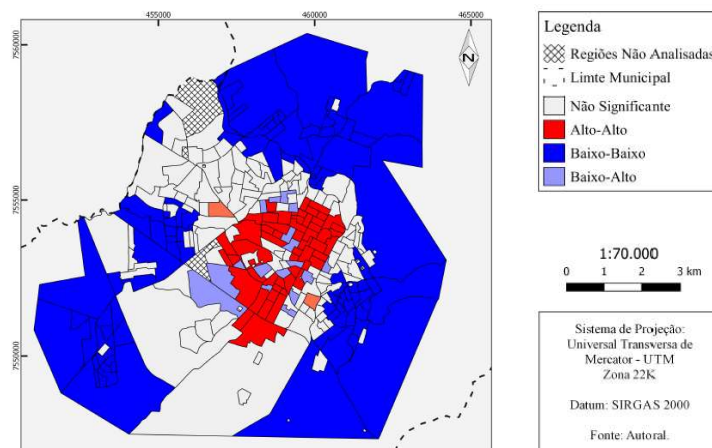 455000 460000 465000
7560000
7555000
7550000
N
Legenda
Regiões Não Analisadas
Limte Municipal
Não Significante
Alto-Alto
Baixo-Baixo
Baixo-Alto
1:70.000
0 1 2 3 km
Sistema de Projeção:
Universal Transversa de
Mercator - UTM
Zona 22K
Datum: SIRGAS 2000
Fonte: Autoral.